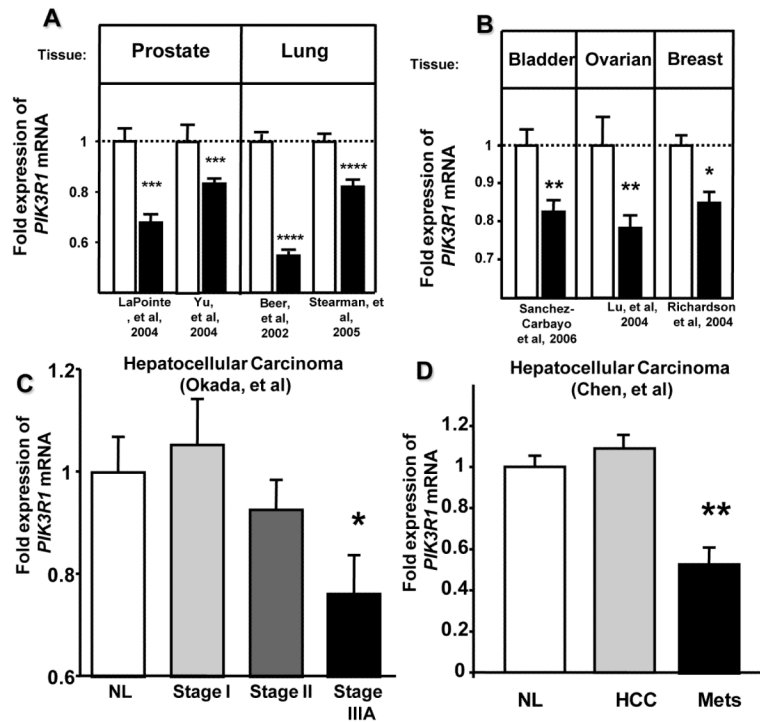 A
Tissue:
Prostate
Lung
Fold expression of
PIK3R1 mRNA
1
0.8
0.6
***
***
****
****
LaPointe
, et al,
2004
Yu,
et al,
2004
Beer,
et al,
2002
Stearman, et
al,
2005
B
Tissue:
Bladder
Ovarian
Breast
Fold expression of
PIK3R1 mRNA
1
0.9
0.8
0.7
**
**
*
Sanchez-
Carbayo
et al, 2006
Lu, et al,
2004
Richardson
et al, 2004
C
Hepatocellular Carcinoma
(Okada, et al)
Fold expression of
PIK3R1 mRNA
1.2
1
0.8
0.6
*
NL
Stage I
Stage II
Stage
IIIA
D
Hepatocellular Carcinoma
(Chen, et al)
Fold expression of
PIK3R1 mRNA
1.2
1
0.8
0.6
0.4
0.2
0
**
NL
HCC
Mets